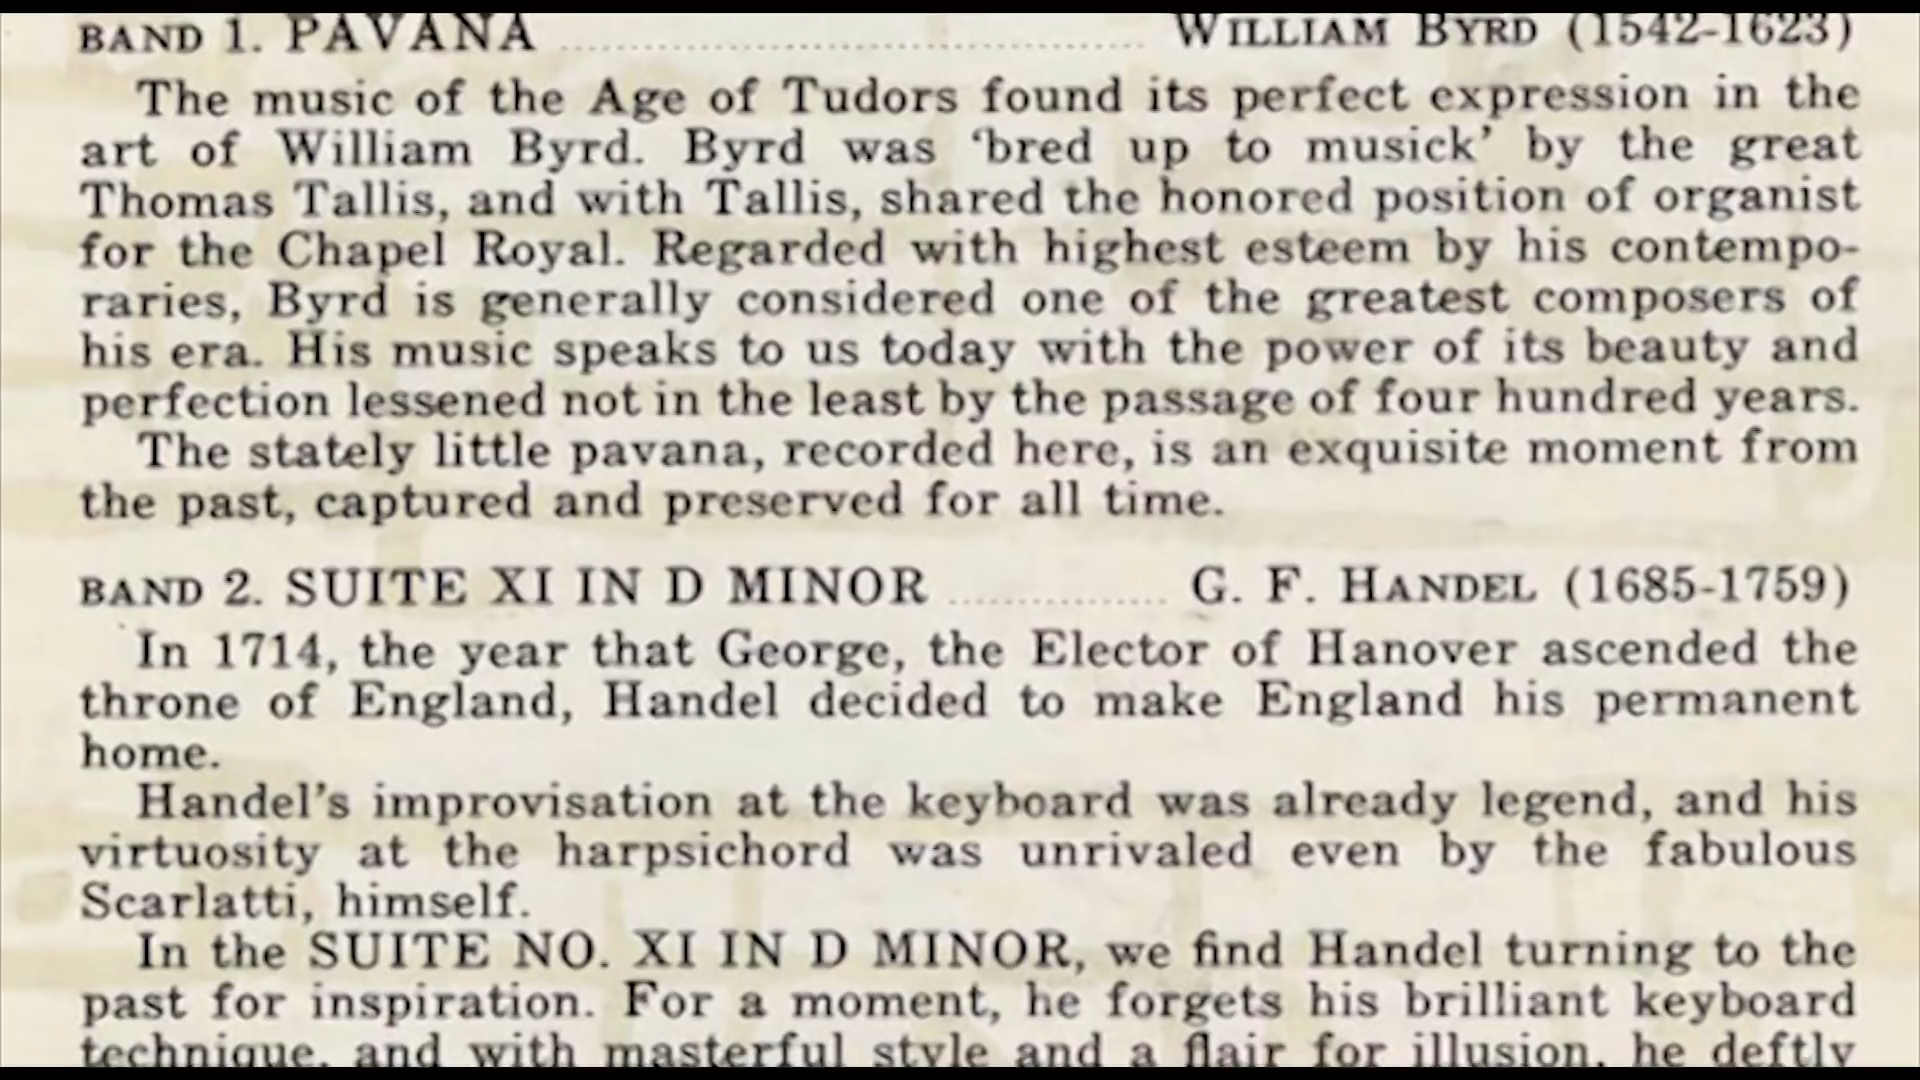 BAND 1. PAVANA ........................ WILLIAM BYRD (1542-1623)
The music of the Age of Tudors found its perfect expression in the
art of William Byrd. Byrd was ‘bred up to musick’ by the great
Thomas Tallis, and with Tallis, shared the honored position of organist
for the Chapel Royal. Regarded with highest esteem by his contempo-
raries, Byrd is generally considered one of the greatest composers of
his era. His music speaks to us today with the power of its beauty and
perfection lessened not in the least by the passage of four hundred years.
The stately little pavana, recorded here, is an exquisite moment from
the past, captured and preserved for all time.
BAND 2. SUITE XI IN D MINOR ............ G. F. HANDEL (1685-1759)
In 1714, the year that George, the Elector of Hanover ascended the
throne of England, Handel decided to make England his permanent
home.
Handel’s improvisation at the keyboard was already legend, and his
virtuosity at the harpsichord was unrivaled even by the fabulous
Scarlatti, himself.
In the SUITE NO. XI IN D MINOR, we find Handel turning to the
past for inspiration. For a moment, he forgets his brilliant keyboard
technique, and with masterful style and a flair for illusion, he deftly